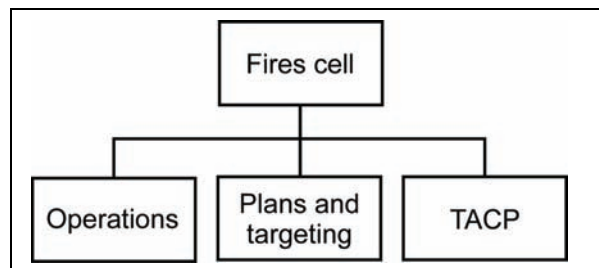 Fires cell
Operations
Plans and
targeting
TACP